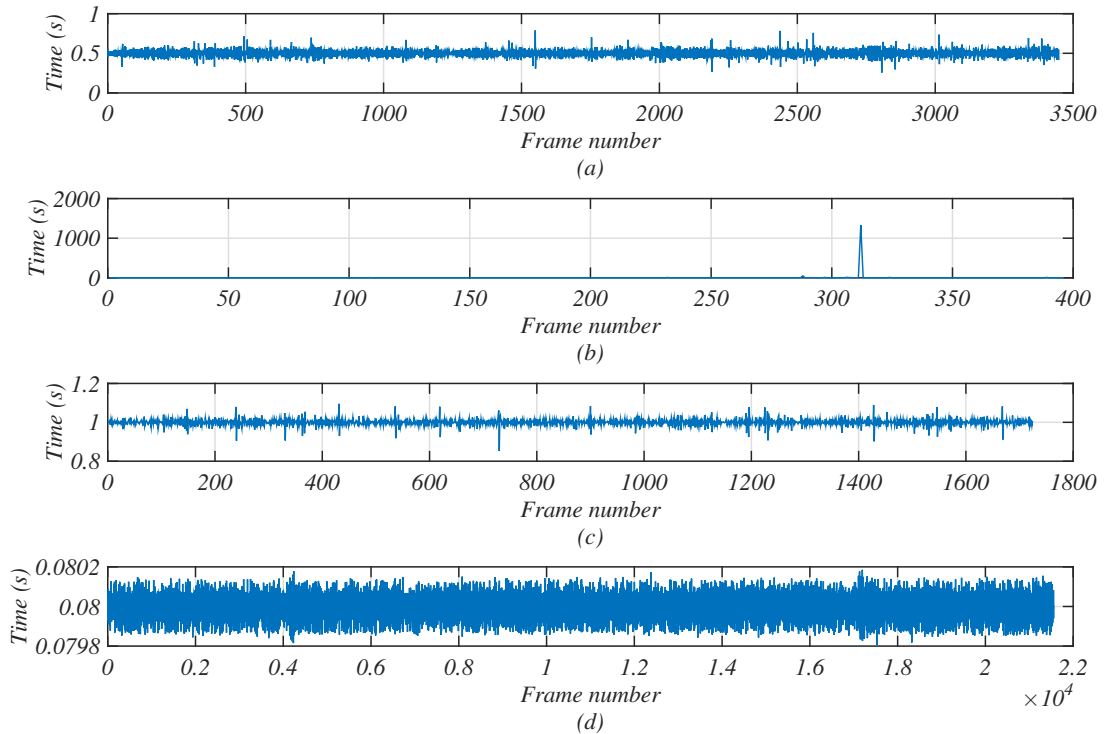 1
0.5
0
Time (s)
0 500 1000 1500 2000 2500 3000 3500
Frame number
(a)
2000
1000
0
Time (s)
0 50 100 150 200 250 300 350 400
Frame number
(b)
1.2
1
0.8
Time (s)
0 200 400 600 800 1000 1200 1400 1600 1800
Frame number
(c)
0.0802
0.08
0.0798
Time (s)
0 0.2 0.4 0.6 0.8 1 1.2 1.4 1.6 1.8 2 2.2
Frame number
×10⁴
(d)